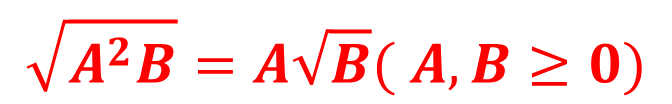 √A²B = A√B( A, B ≥ 0)